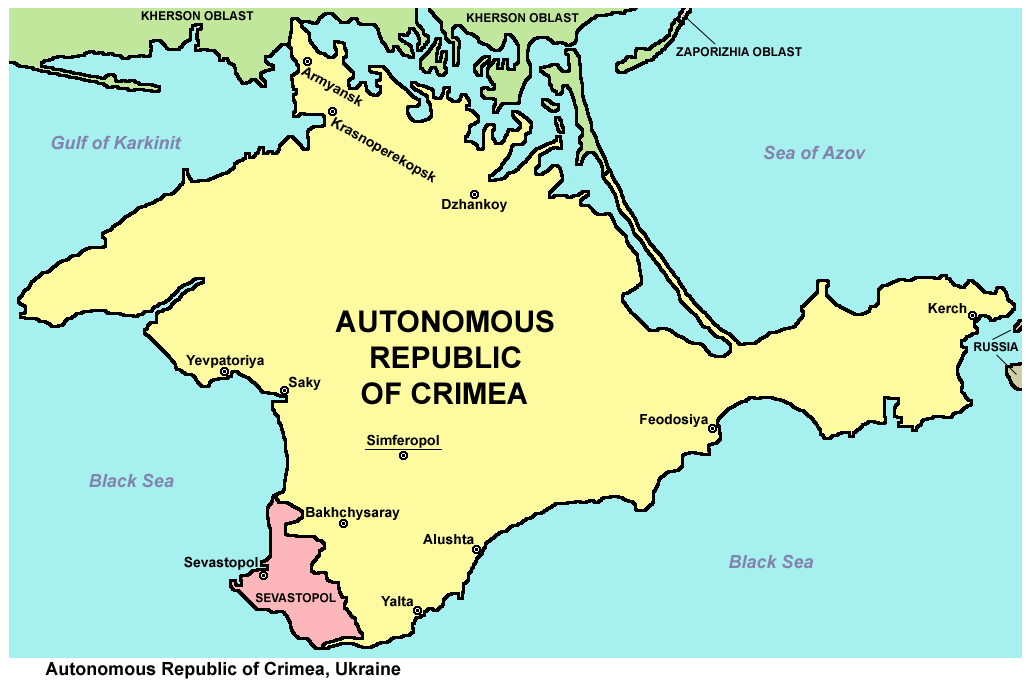 KHERSON OBLAST
KHERSON OBLAST
ZAPORIZHIA OBLAST
Armyansk
Krasnoperekopsk
Gulf of Karkinit
Sea of Azov
Dzhankoy
Kerch
AUTONOMOUS
REPUBLIC
OF CRIMEA
RUSSIA
Yevpatoriya
Saky
Feodosiya
Simferopol
Black Sea
Bakhchysaray
Alushta
Sevastopol
Black Sea
SEVASTOPOL
Yalta
Autonomous Republic of Crimea, Ukraine